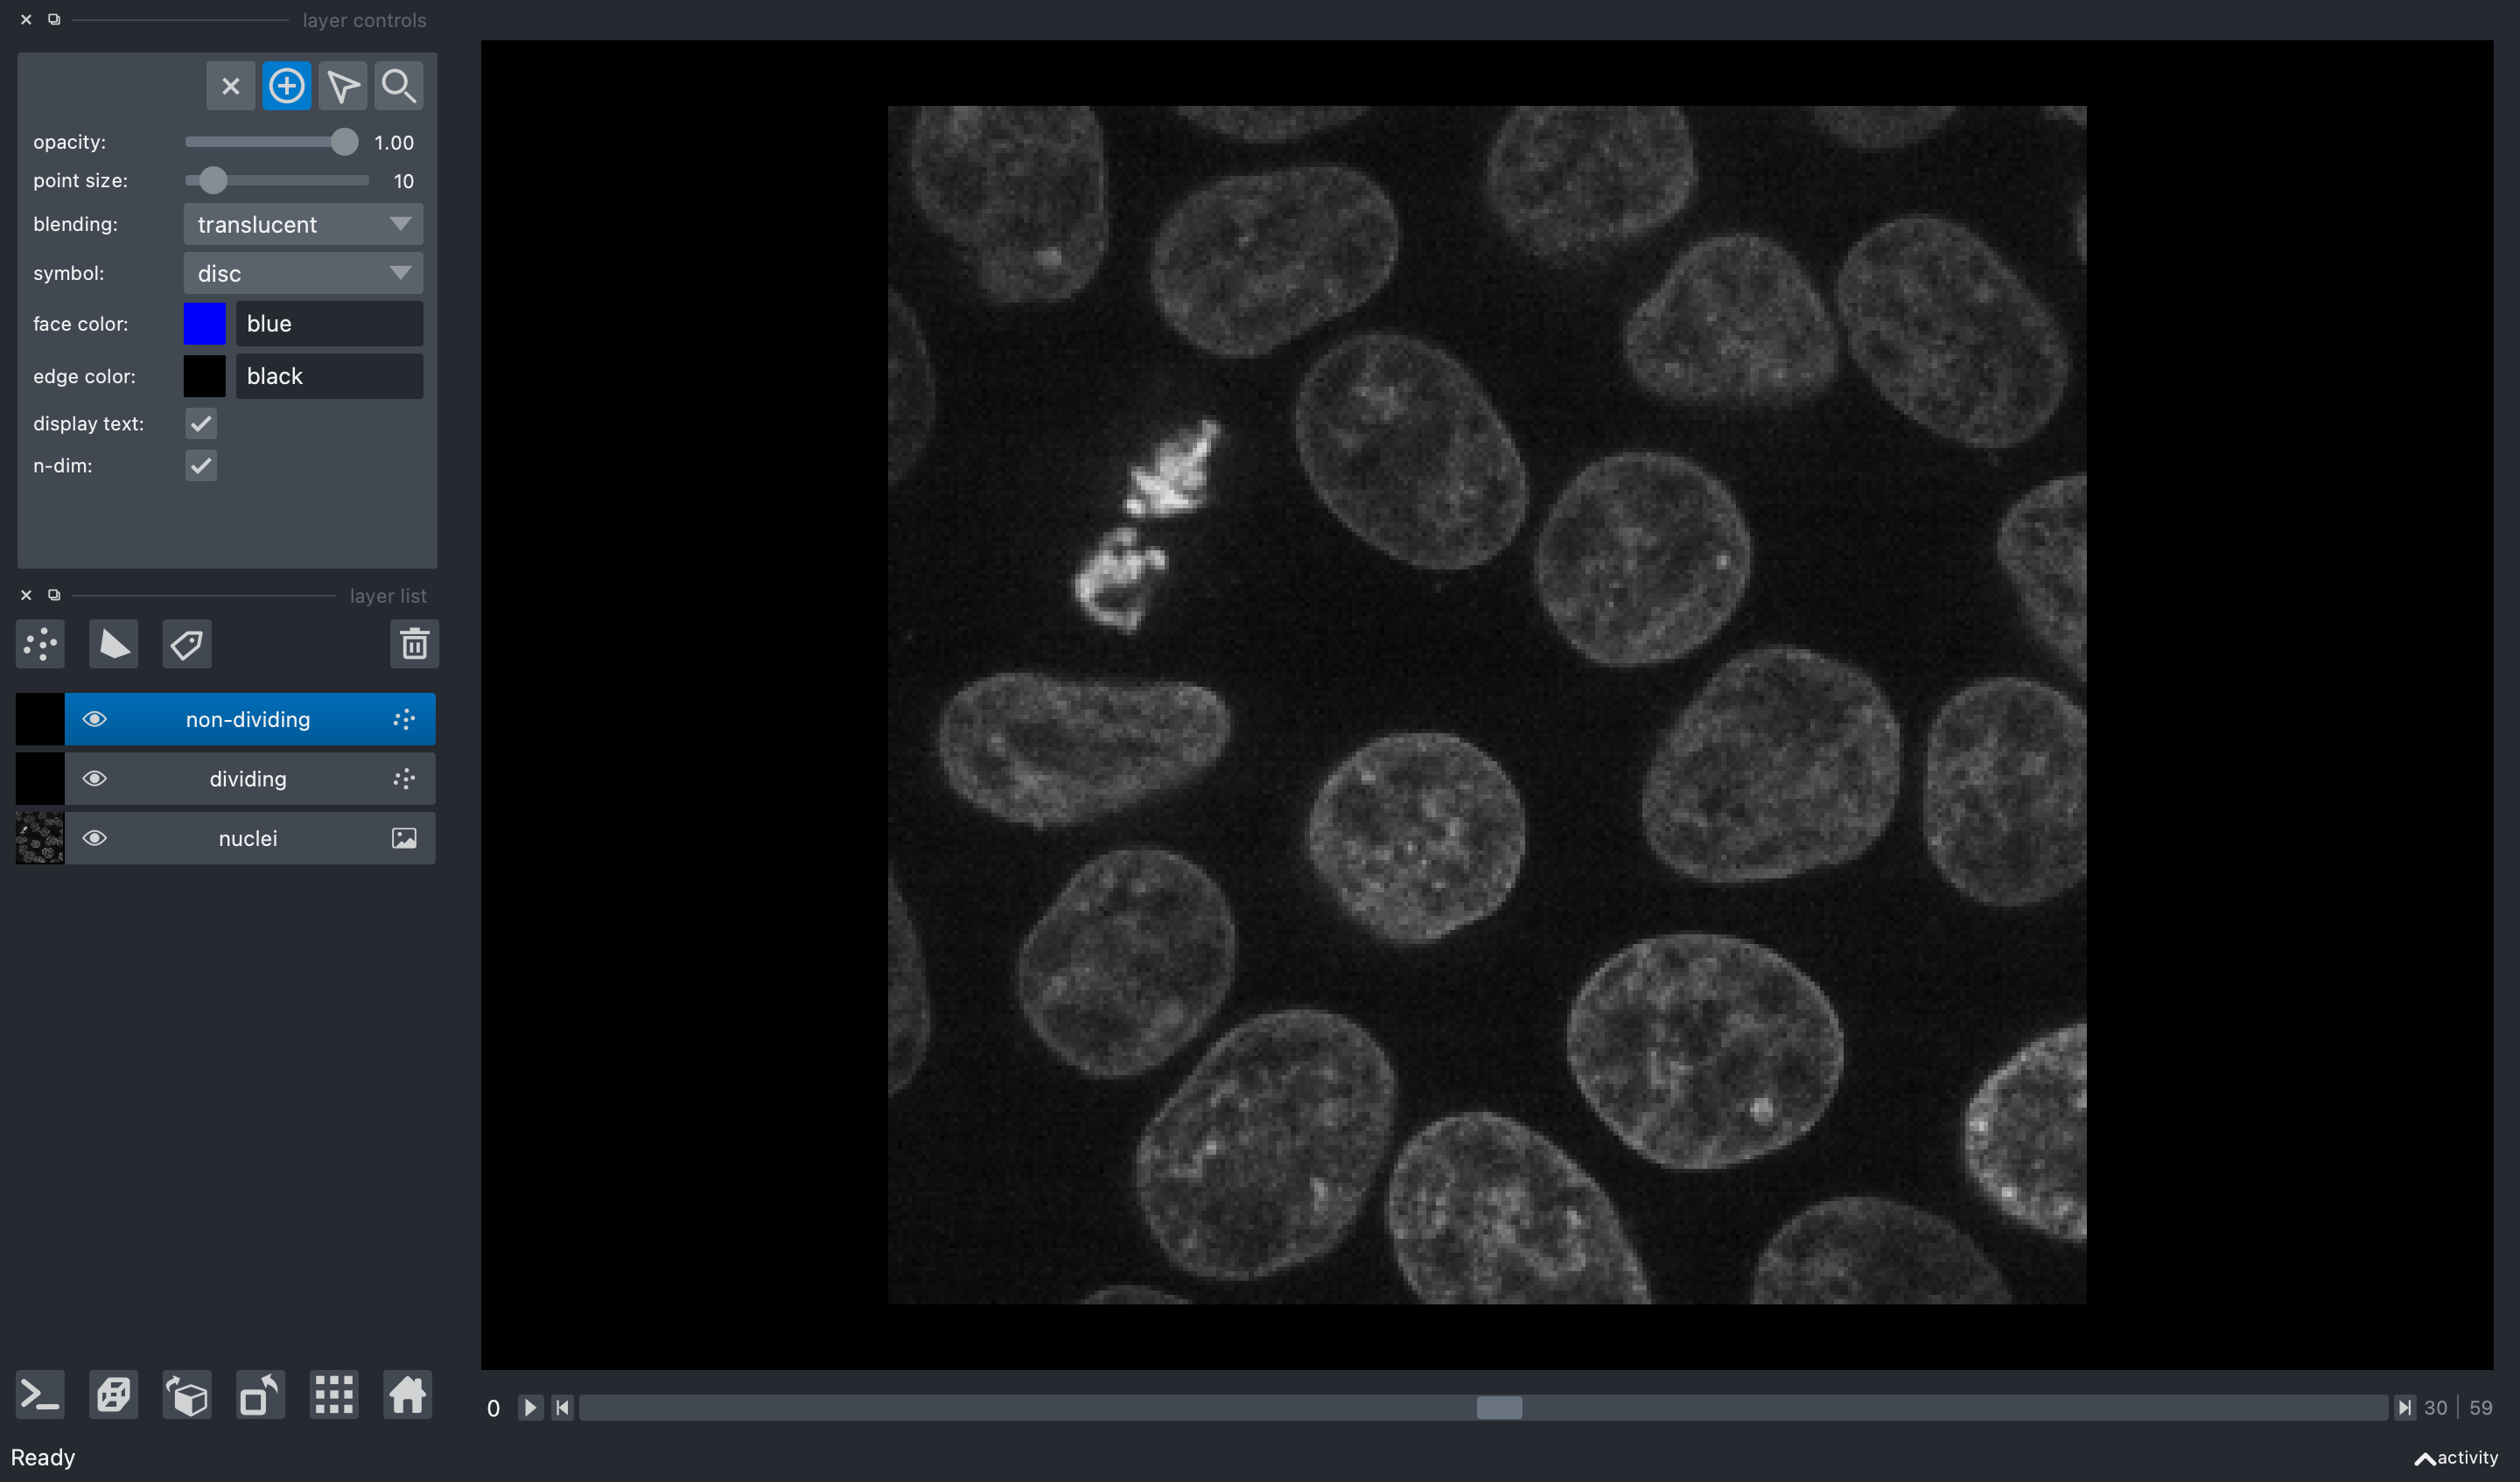 layer controls
opacity: 1.00
point size: 10
blending: translucent
symbol: disc
face color: blue
edge color: black
display text:
n-dim:
layer list
non-dividing
dividing
nuclei
0 30 59
Ready
activity